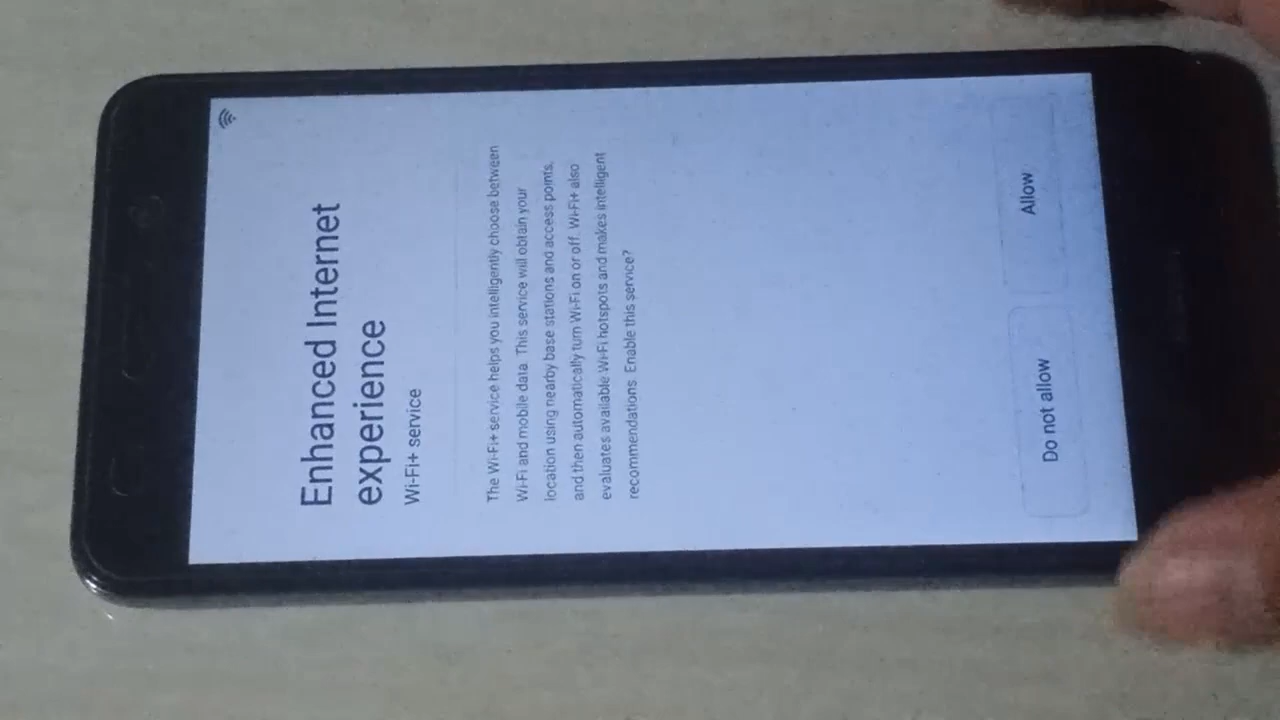 Enhanced Internet
experience
Wi-Fi+ service
The Wi-Fi+ service helps you intelligently choose between
Wi-Fi and mobile data. This service will obtain your
location using nearby base stations and access points,
and then automatically turn Wi-Fi on or off. Wi-Fi+ also
evaluates available Wi-Fi hotspots and makes intelligent
recommendations. Enable this service?
Do not allow
Allow